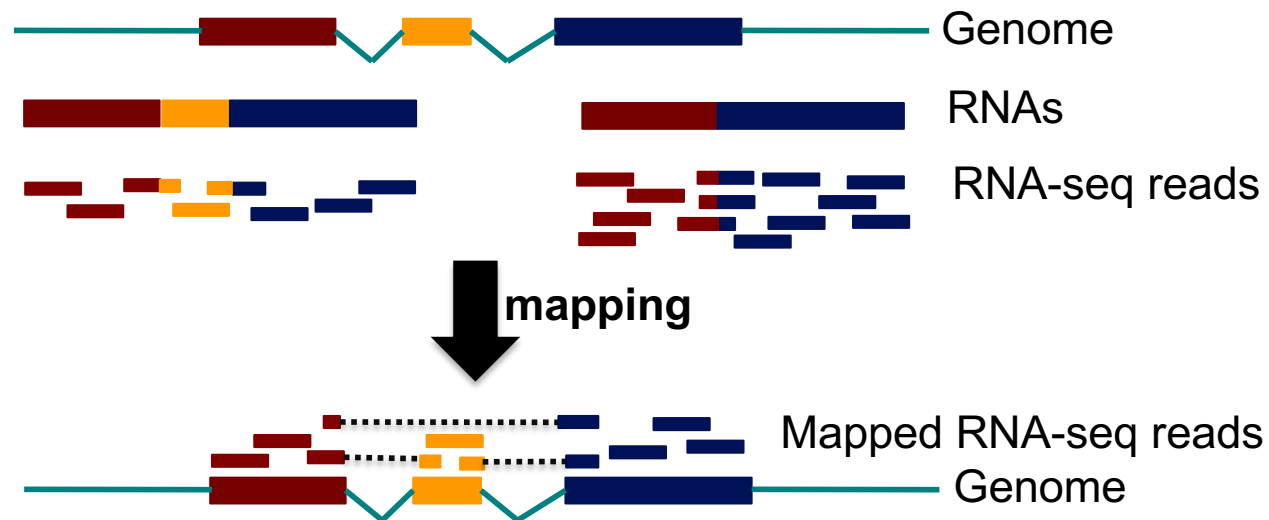 Genome
RNAs
RNA-seq reads
mapping
Mapped RNA-seq reads
Genome